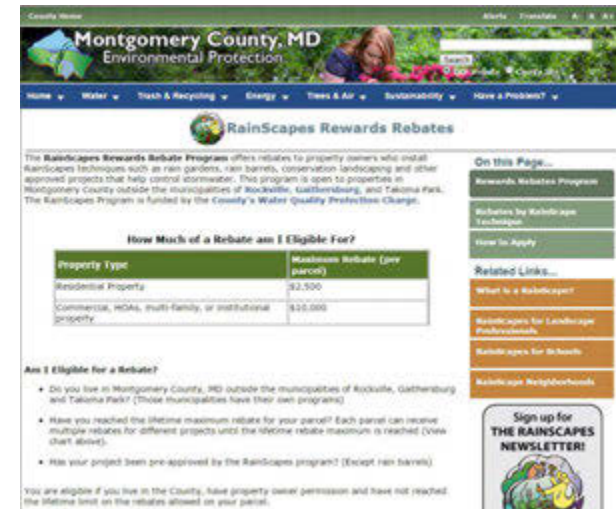 County Home
Alerts Translate A- A A+
Montgomery County, MD
Environmental Protection
Search
Home Water Trash & Recycling Energy Trees & Air Sustainability Have a Problem?
RainScapes Rewards Rebates
The RainScapes Rewards Rebate Program offers rebates to property owners who install
RainScapes techniques such as rain gardens, rain barrels, conservation landscaping and other
approved projects that help control stormwater. This program is open to properties in
Montgomery County outside the municipalities of Rockville, Gaithersburg, and Takoma Park.
The RainScapes Program is funded by the County's Water Quality Protection Charge.
How Much of a Rebate am I Eligible For?
Property Type
Maximum Rebate (per
parcel)
Residential Property
$2,500
Commercial, HOAs, multi-family, or institutional
property
$10,000
Am I Eligible for a Rebate?
• Do you live in Montgomery County, MD outside the municipalities of Rockville, Gaithersburg
and Takoma Park? (Those municipalities have their own programs)
• Have you reached the lifetime maximum rebate for your parcel? Each parcel can receive
multiple rebates for different projects until the lifetime rebate maximum is reached (View
chart above).
• Has your project been pre-approved by the RainScapes program? (Except rain barrels)
You are eligible if you live in the County, have property owner permission and have not reached
the lifetime limit on the rebates allowed on your parcel.
On this Page...
Rewards Rebates Program
Rebates by RainScape
Technique
How to Apply
Related Links...
What is a RainScape?
RainScapes for Landscape
Professionals
RainScapes for Schools
RainScape Neighborhoods
Sign up for
THE RAINSCAPES
NEWSLETTER!